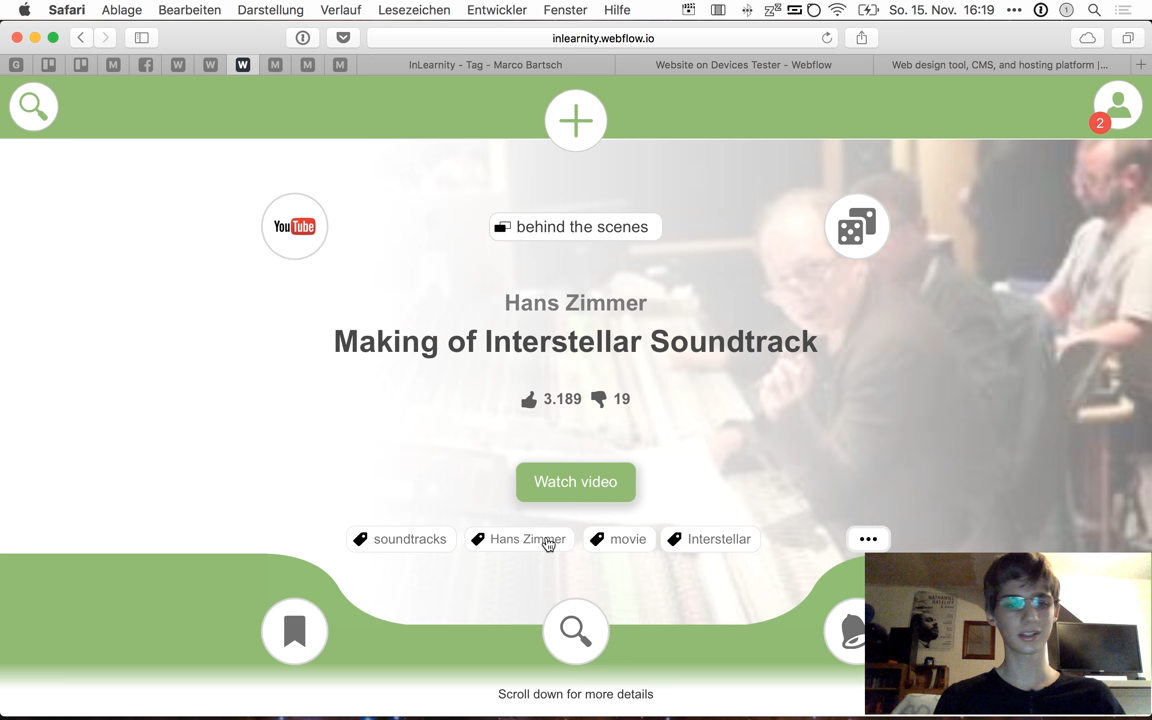 Safari Ablage Bearbeiten Darstellung Verlauf Lesezeichen Entwickler Fenster Hilfe So. 15. Nov. 16:19
inlearnity.webflow.io
InLearnity - Tag - Marco Bartsch Website on Devices Tester - Webflow Web design tool, CMS, and hosting platform |...
2
YouTube
behind the scenes
Hans Zimmer
Making of Interstellar Soundtrack
3.189 19
Watch video
soundtracks Hans Zimmer movie Interstellar
Scroll down for more details